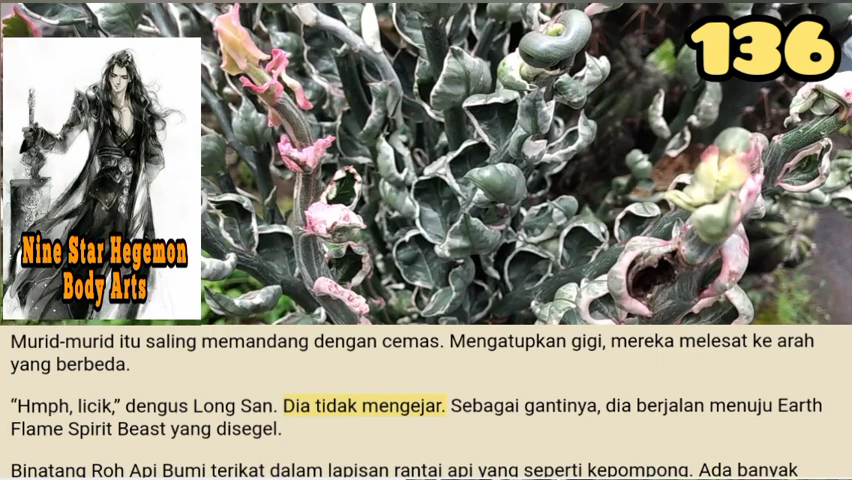 136
Nine Star Hegemon
Body Arts
Murid-murid itu saling memandang dengan cemas. Mengatupkan gigi, mereka melesat ke arah
yang berbeda.
“Hmph, licik,” dengus Long San. Dia tidak mengejar. Sebagai gantinya, dia berjalan menuju Earth
Flame Spirit Beast yang disegel.
Binatang Roh Api Bumi terikat dalam lapisan rantai api yang seperti kepompong. Ada banyak